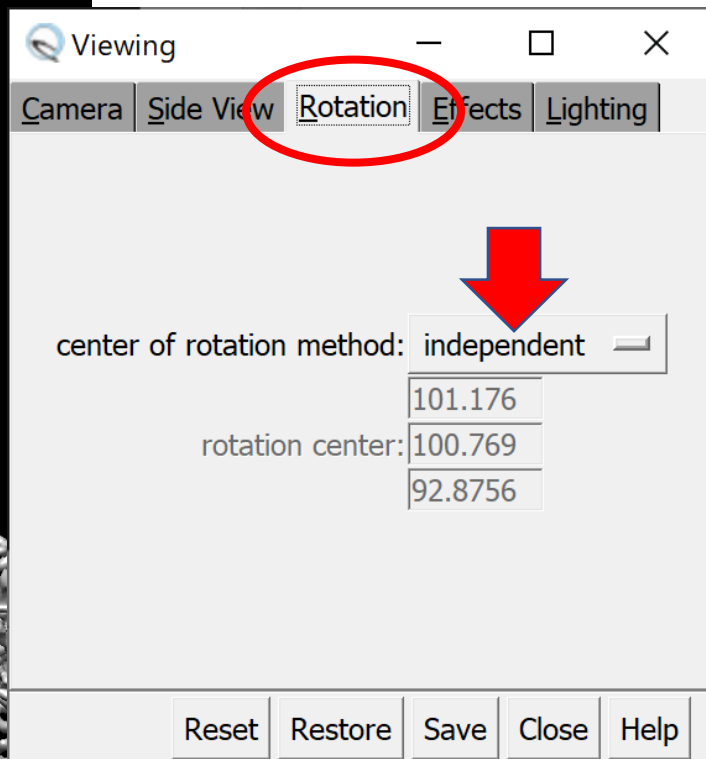 Viewing
Camera Side View Rotation Effects Lighting
center of rotation method: independent
101.176
rotation center: 100.769
92.8756
Reset Restore Save Close Help